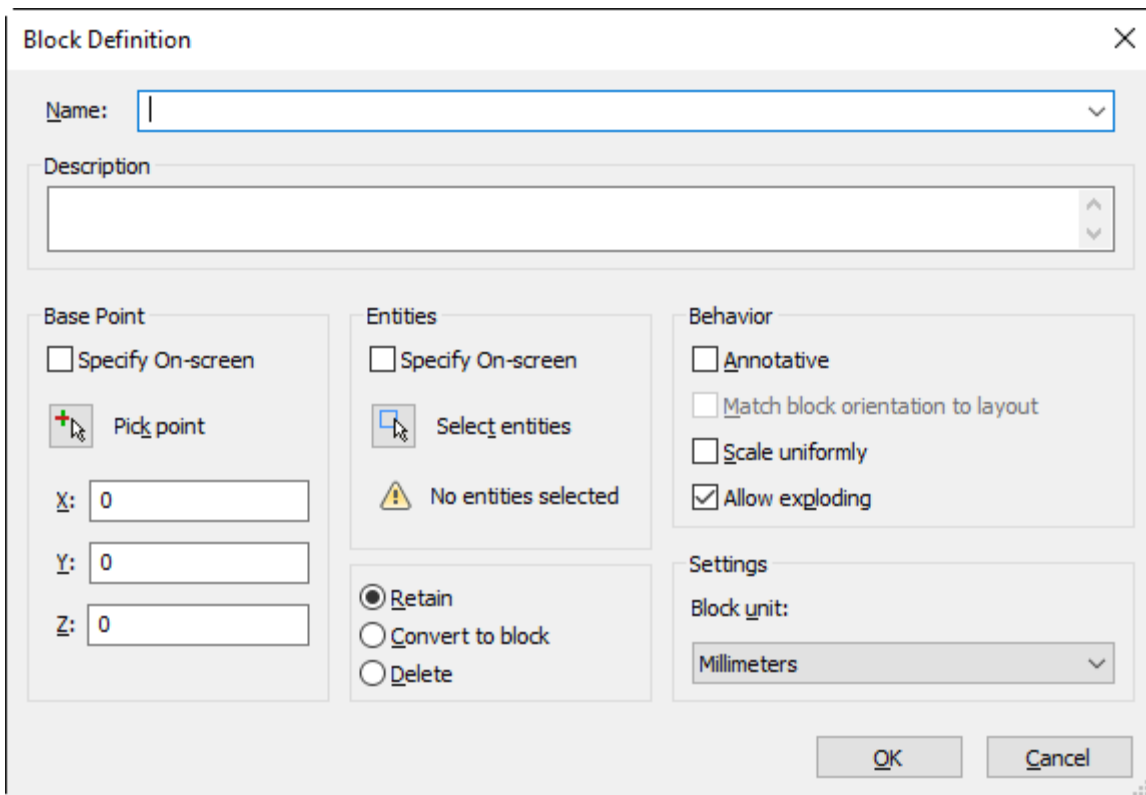 Block Definition
Name:
Description
Base Point
Specify On-screen
Pick point
X: 0
Y: 0
Z: 0
Entities
Specify On-screen
Select entities
No entities selected
Retain
Convert to block
Delete
Behavior
Annotative
Match block orientation to layout
Scale uniformly
Allow exploding
Settings
Block unit:
Millimeters
OK
Cancel